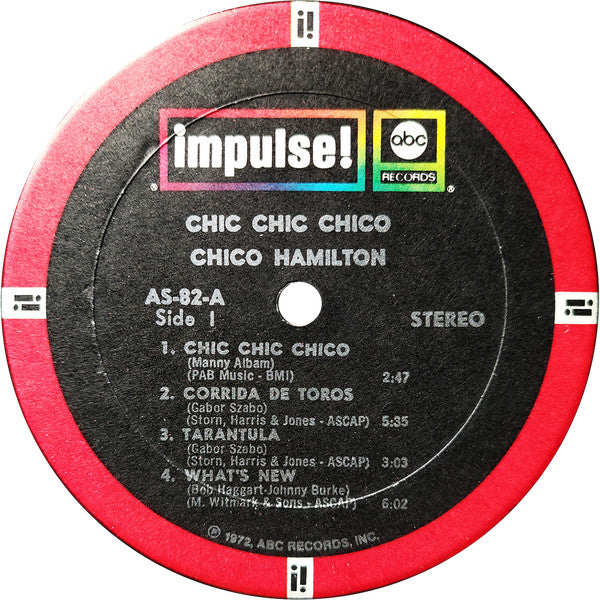 i!
impulse!
abc
RECORDS
®
®
CHIC CHIC CHICO
CHICO HAMILTON
AS-82-A
Side 1
STEREO
i!
i!
1. CHIC CHIC CHICO
(Manny Albam)
(PAB Music - BMI) 2:47
2. CORRIDA DE TOROS
(Gabor Szabo)
(Storn, Harris & Jones - ASCAP) 5:35
3. TARANTULA
(Gabor Szabo)
(Storn, Harris & Jones - ASCAP) 3:03
4. WHAT'S NEW
(Bob Haggart-Johnny Burke)
(M. Witmark & Sons - ASCAP) 6:02
℗ 1972, ABC RECORDS, INC.
i!